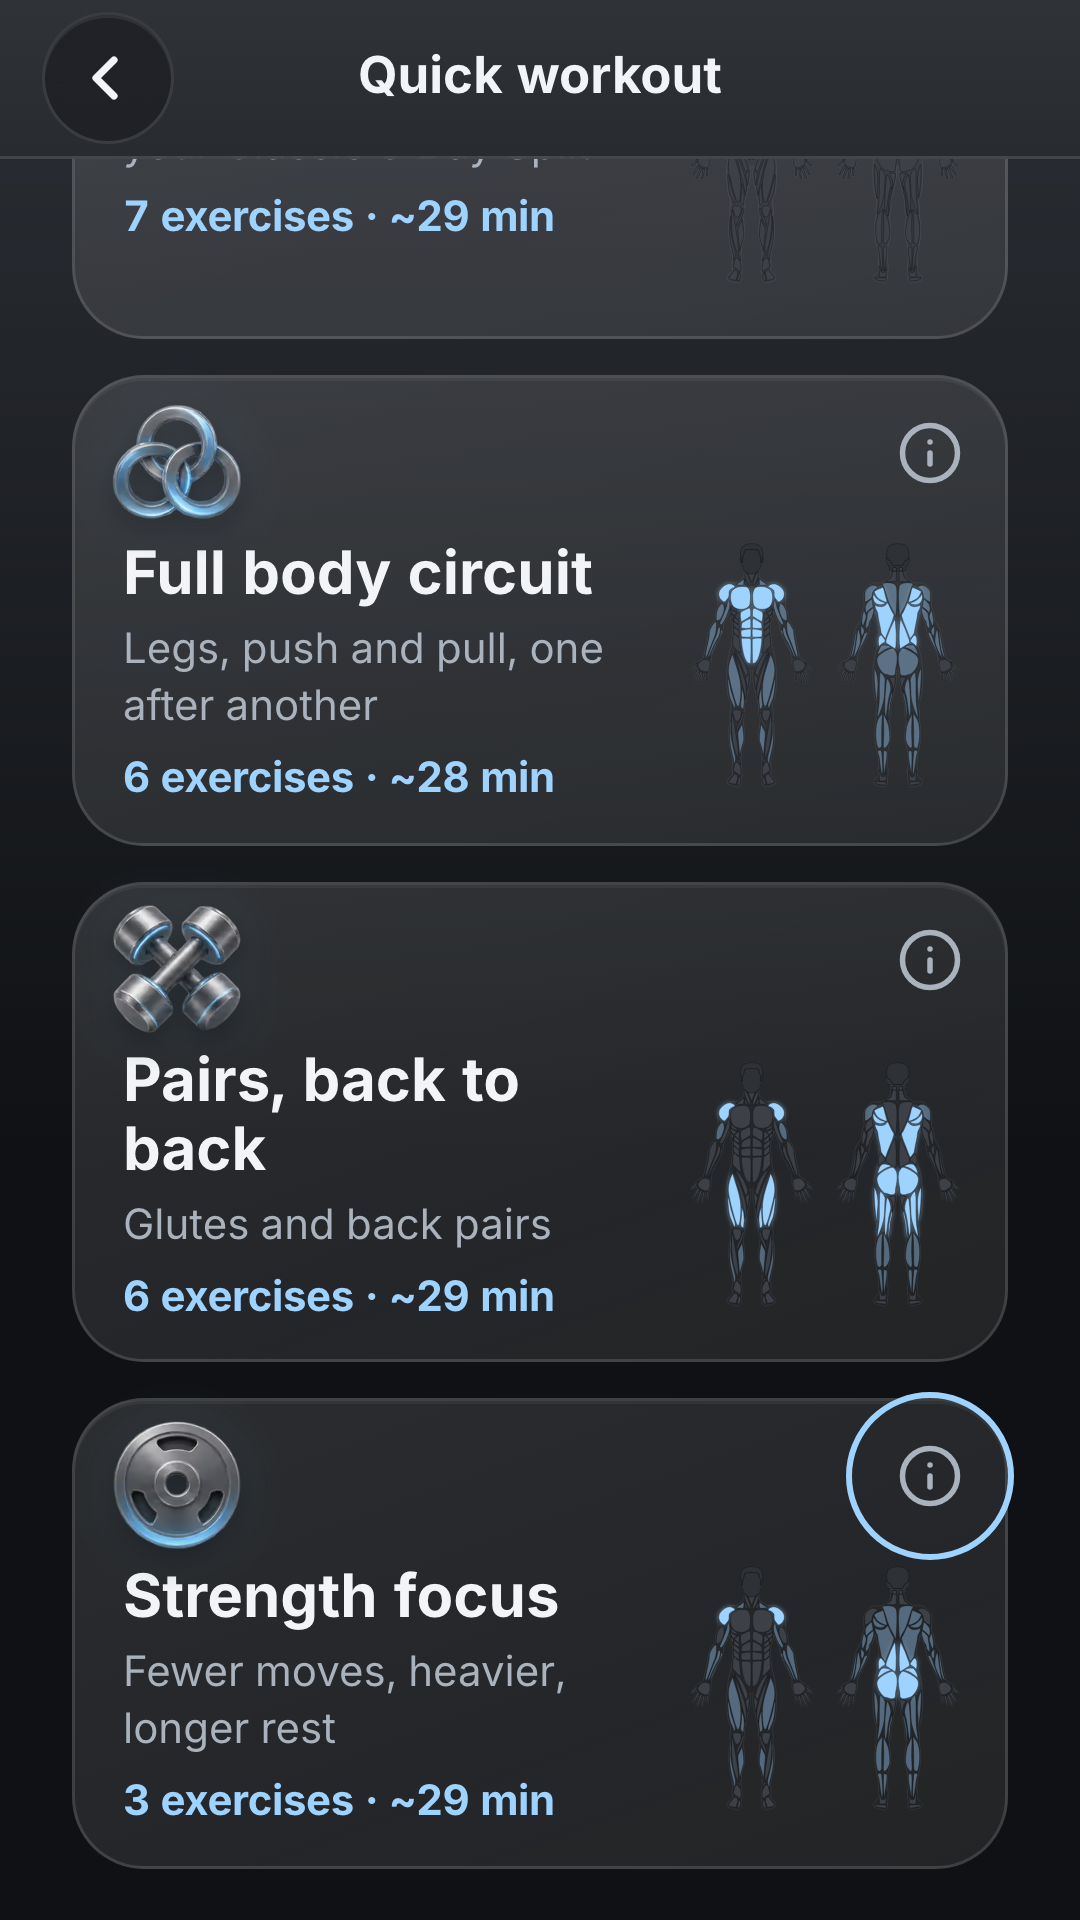 Quick workout
7 exercises · ~29 min
Full body circuit
Legs, push and pull, one
after another
6 exercises · ~28 min
Pairs, back to
back
Glutes and back pairs
6 exercises · ~29 min
Strength focus
Fewer moves, heavier,
longer rest
3 exercises · ~29 min